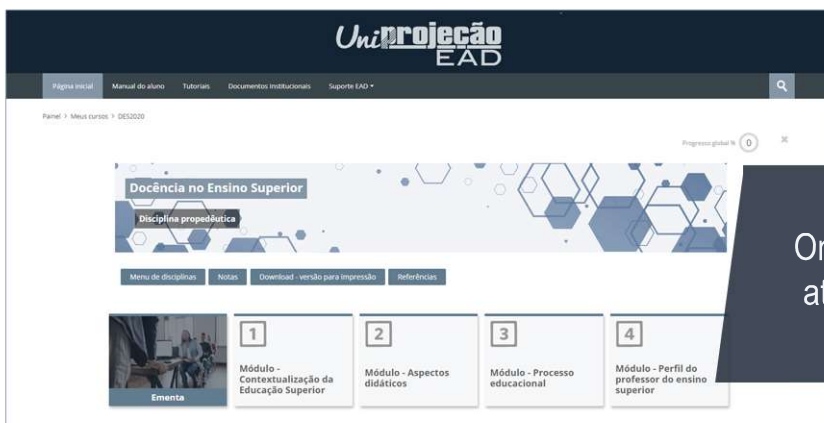 UniProjeção
EAD
Página inicial Manual do aluno Tutoriais Documentos Institucionais Suporte EAD
Painel > Meus cursos > DES2020
Progresso global % 0
Docência no Ensino Superior
Disciplina propedêutica
Menu de disciplinas Notas Download - versão para impressão Referências
Or
at
Ementa
1
Módulo -
Contextualização da
Educação Superior
2
Módulo - Aspectos
didáticos
3
Módulo - Processo
educacional
4
Módulo - Perfil do
professor do ensino
superior